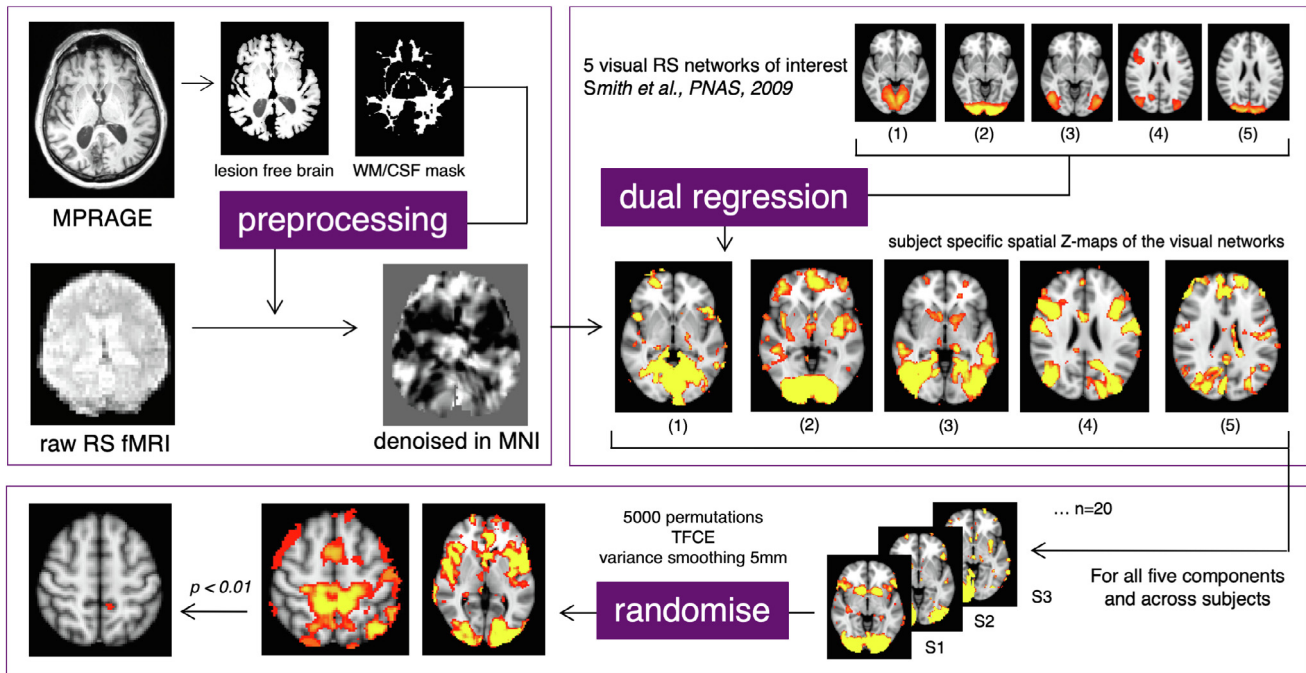 MPRAGE
lesion free brain
WM/CSF mask
preprocessing
raw RS fMRI
denoised in MNI
5 visual RS networks of interest
Smith et al., PNAS, 2009
(1)
(2)
(3)
(4)
(5)
dual regression
subject specific spatial Z-maps of the visual networks
(1)
(2)
(3)
(4)
(5)
... n=20
For all five components
and across subjects
S3
S2
S1
5000 permutations
TFCE
variance smoothing 5mm
randomise
p < 0.01